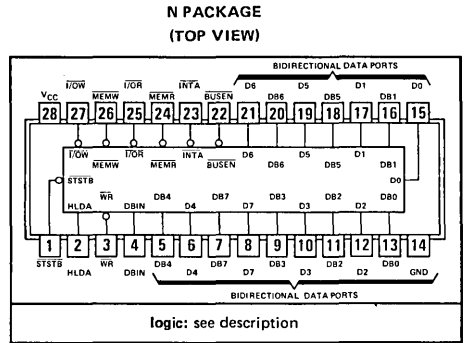 N PACKAGE
(TOP VIEW)
BIDIRECTIONAL DATA PORTS
I/OW I/OR INTA D6 D5 D1 D0
VCC MEMW MEMR BUSEN DB6 DB5 DB1
28 27 26 25 24 23 22 21 20 19 18 17 16 15
I/OW I/OR INTA D6 D5 D1
MEMW MEMR BUSEN DB6 DB5 DB1
STSTB D0
WR DB4 DB7 DB3 DB2 DB0
HLDA DBIN D4 D7 D3 D2
1 2 3 4 5 6 7 8 9 10 11 12 13 14
STSTB WR DB4 DB7 DB3 DB2 DB0
HLDA DBIN D4 D7 D3 D2 GND
BIDIRECTIONAL DATA PORTS
logic: see description